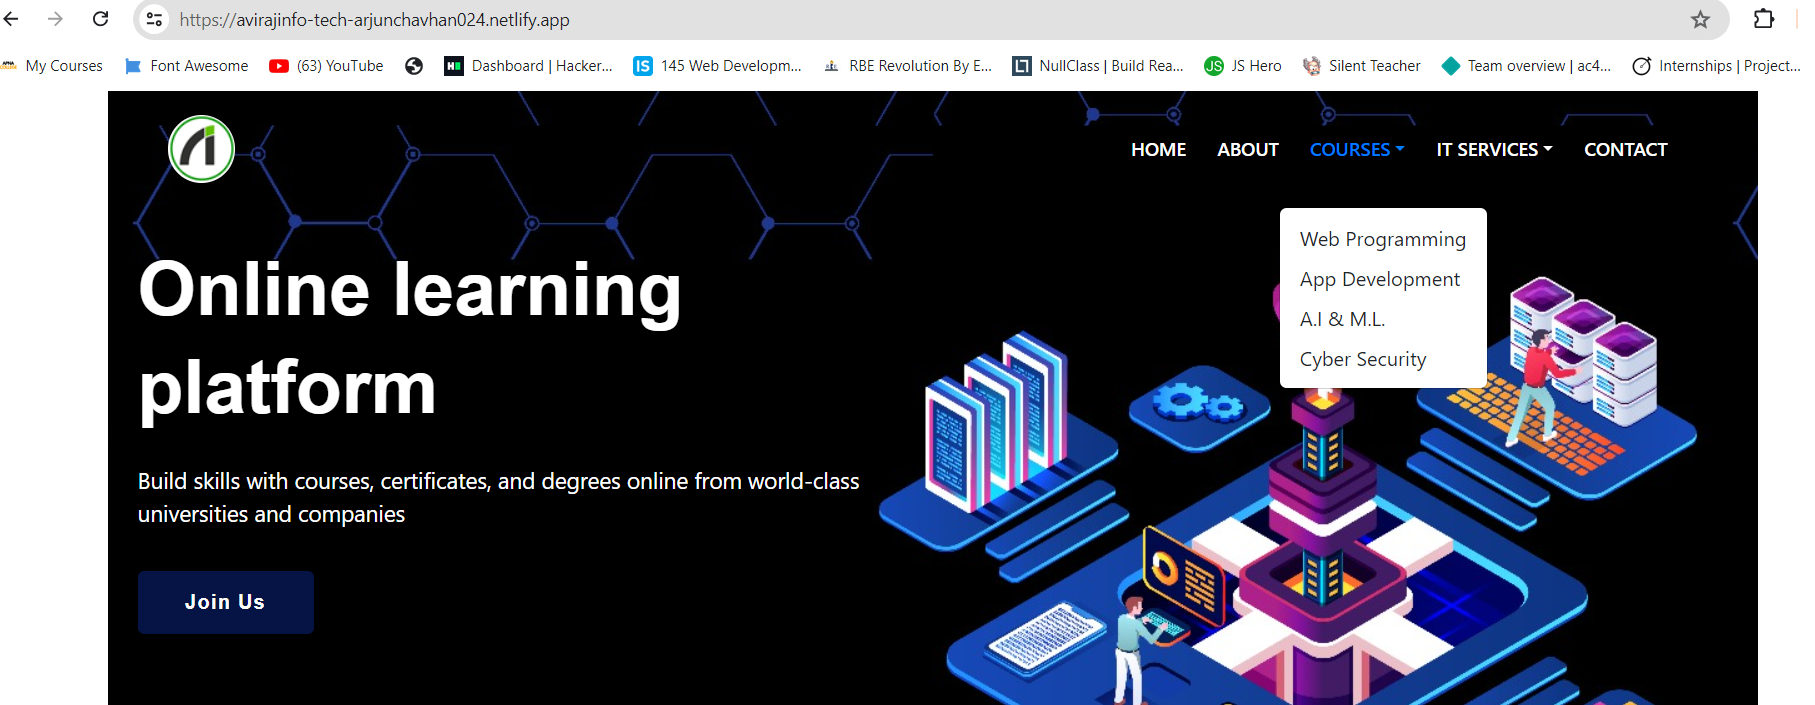 https://avirajinfo-tech-arjunchavhan024.netlify.app
My Courses Font Awesome (63) YouTube Dashboard | Hacker... 145 Web Developm... RBE Revolution By E... NullClass | Build Rea... JS Hero Silent Teacher Team overview | ac4... Internships | Project...
HOME ABOUT COURSES IT SERVICES CONTACT
Web Programming
App Development
A.I & M.L.
Cyber Security
Online learning
platform
Build skills with courses, certificates, and degrees online from world-class
universities and companies
Join Us